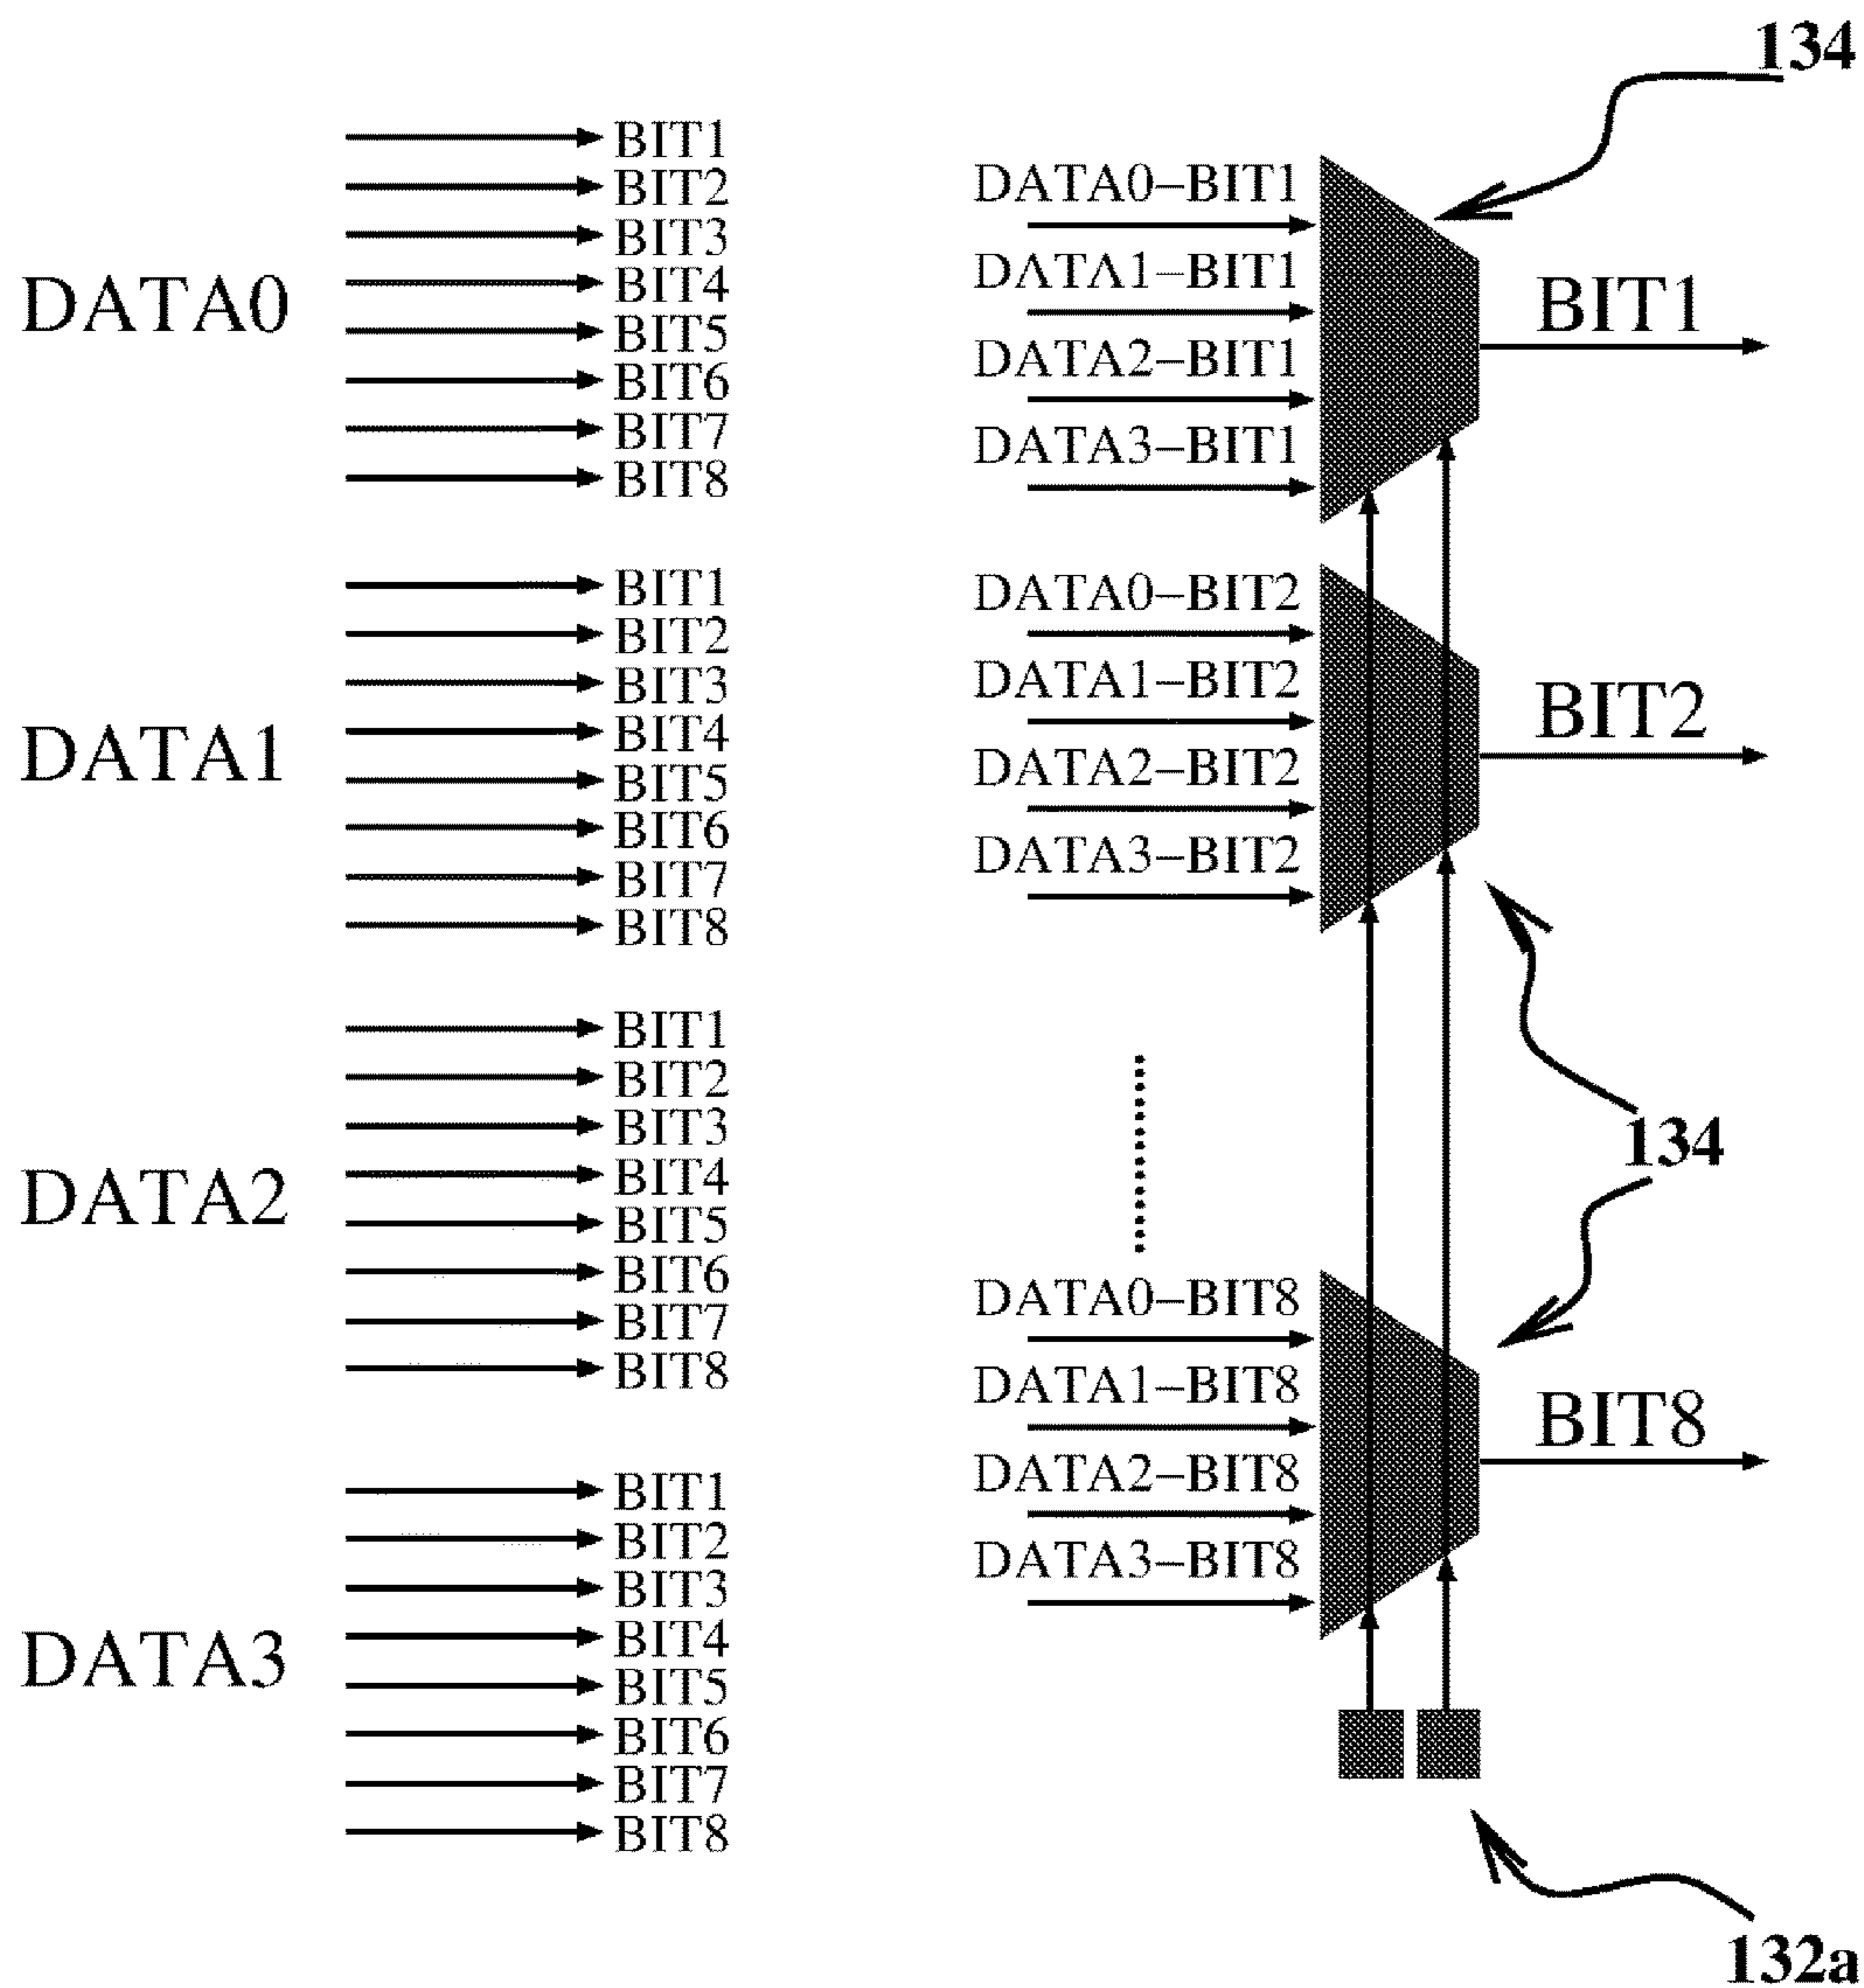 134
DATA0
BIT1
BIT2
BIT3
BIT4
BIT5
BIT6
BIT7
BIT8
DATA1
BIT1
BIT2
BIT3
BIT4
BIT5
BIT6
BIT7
BIT8
DATA2
BIT1
BIT2
BIT3
BIT4
BIT5
BIT6
BIT7
BIT8
DATA3
BIT1
BIT2
BIT3
BIT4
BIT5
BIT6
BIT7
BIT8
DATA0–BIT1
DATA1–BIT1
DATA2–BIT1
DATA3–BIT1
BIT1
DATA0–BIT2
DATA1–BIT2
DATA2–BIT2
DATA3–BIT2
BIT2
134
DATA0–BIT8
DATA1–BIT8
DATA2–BIT8
DATA3–BIT8
BIT8
132a